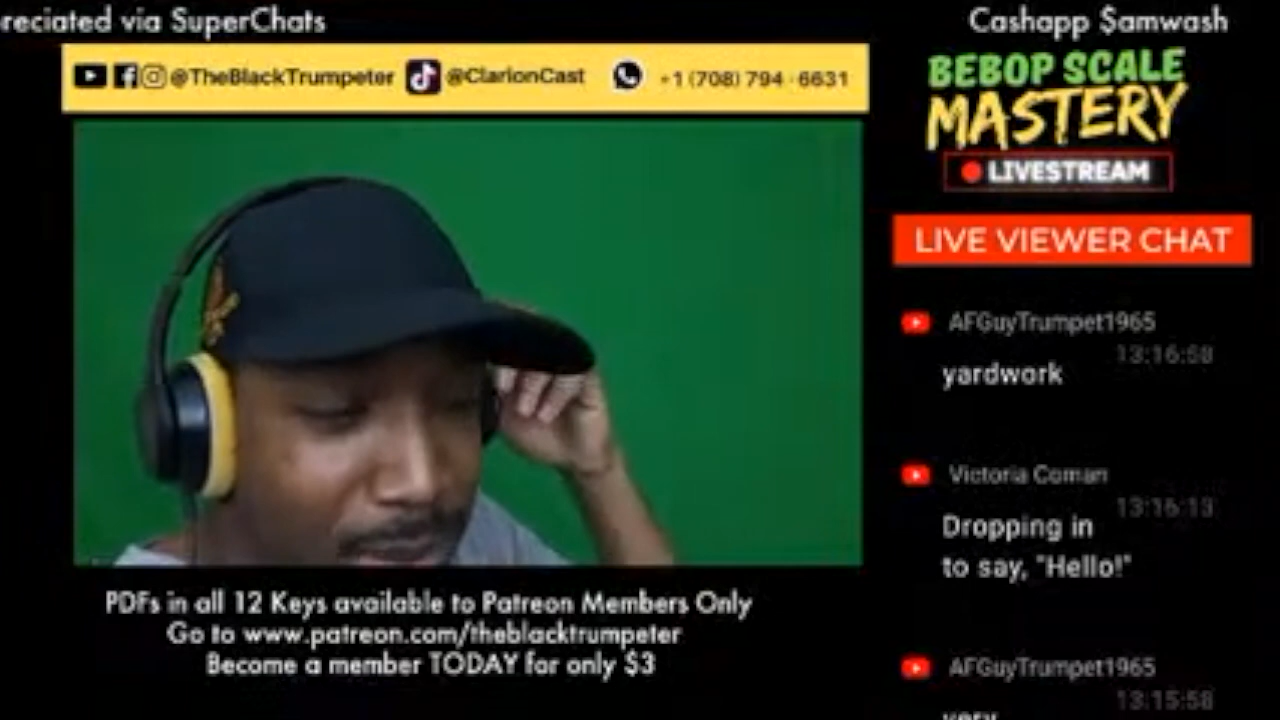 reciated via SuperChats
Cashapp $amwash
@TheBlackTrumpeter @ClarionCast +1 (708) 794-6631
BEBOP SCALE
MASTERY
LIVESTREAM
LIVE VIEWER CHAT
AFGuyTrumpet1965
13:16:58
yardwork
Victoria Coman
13:16:13
Dropping in
to say, "Hello!"
AFGuyTrumpet1965
13:15:58
very
PDFs in all 12 Keys available to Patreon Members Only
Go to www.patreon.com/theblacktrumpeter
Become a member TODAY for only $3